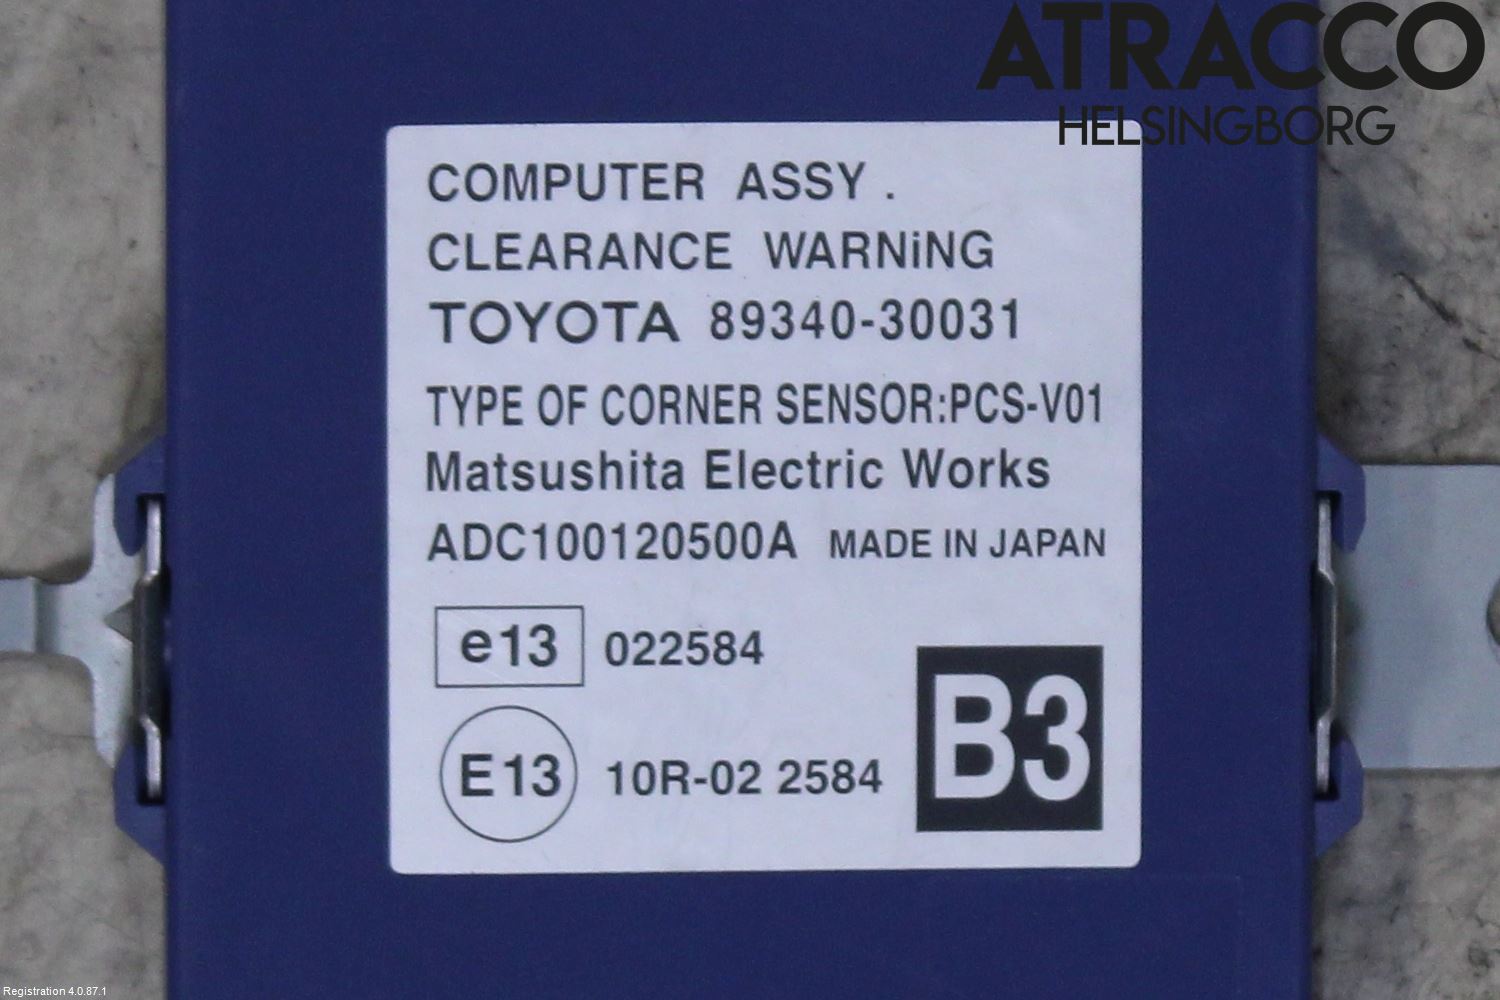 ATRACCO
HELSINGBORG
COMPUTER ASSY .
CLEARANCE WARNiNG
TOYOTA 89340-30031
TYPE OF CORNER SENSOR:PCS-V01
Matsushita Electric Works
ADC100120500A MADE IN JAPAN
e13 022584
E13 10R-02 2584
B3
Registration 4.0.87.1